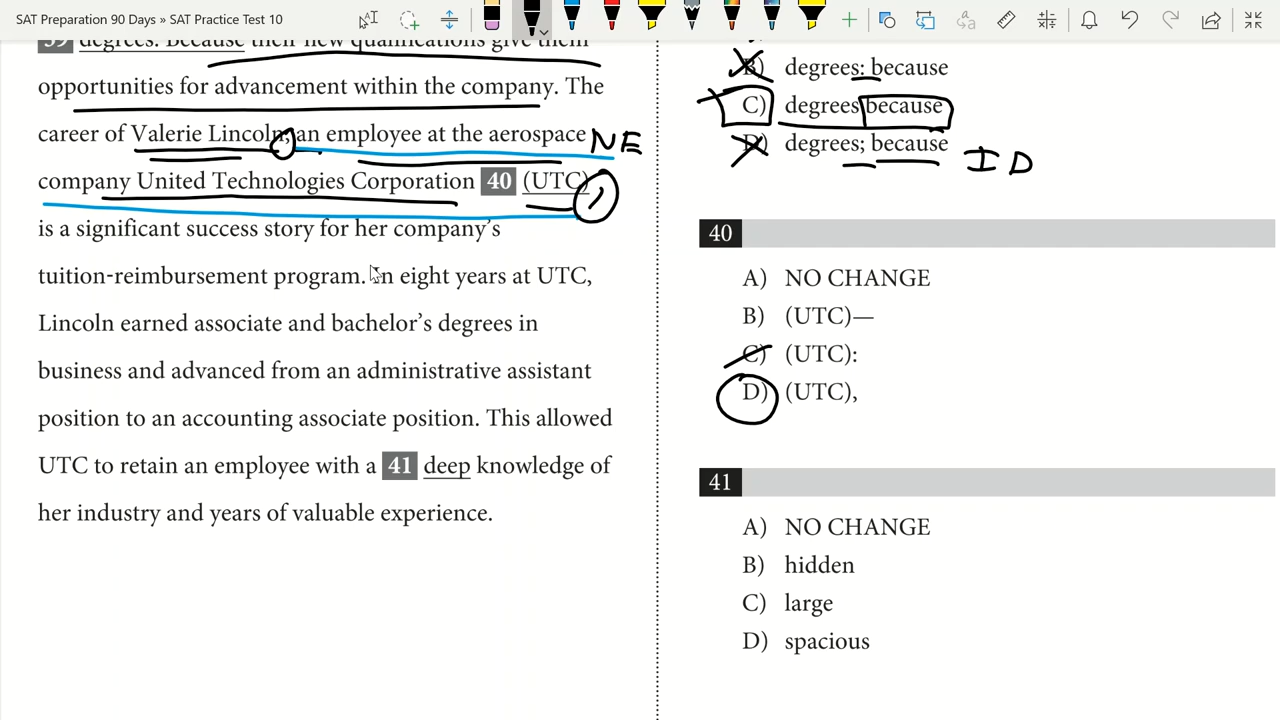 SAT Preparation 90 Days » SAT Practice Test 10
39 degrees. Because their new qualifications give them
opportunities for advancement within the company. The
career of Valerie Lincoln, an employee at the aerospace NE
company United Technologies Corporation 40 (UTC) ,
is a significant success story for her company's
tuition-reimbursement program. In eight years at UTC,
Lincoln earned associate and bachelor's degrees in
business and advanced from an administrative assistant
position to an accounting associate position. This allowed
UTC to retain an employee with a 41 deep knowledge of
her industry and years of valuable experience.
B) degrees: because
C) degrees because
D) degrees; because
ID
40
A) NO CHANGE
B) (UTC)—
C) (UTC):
D) (UTC),
41
A) NO CHANGE
B) hidden
C) large
D) spacious